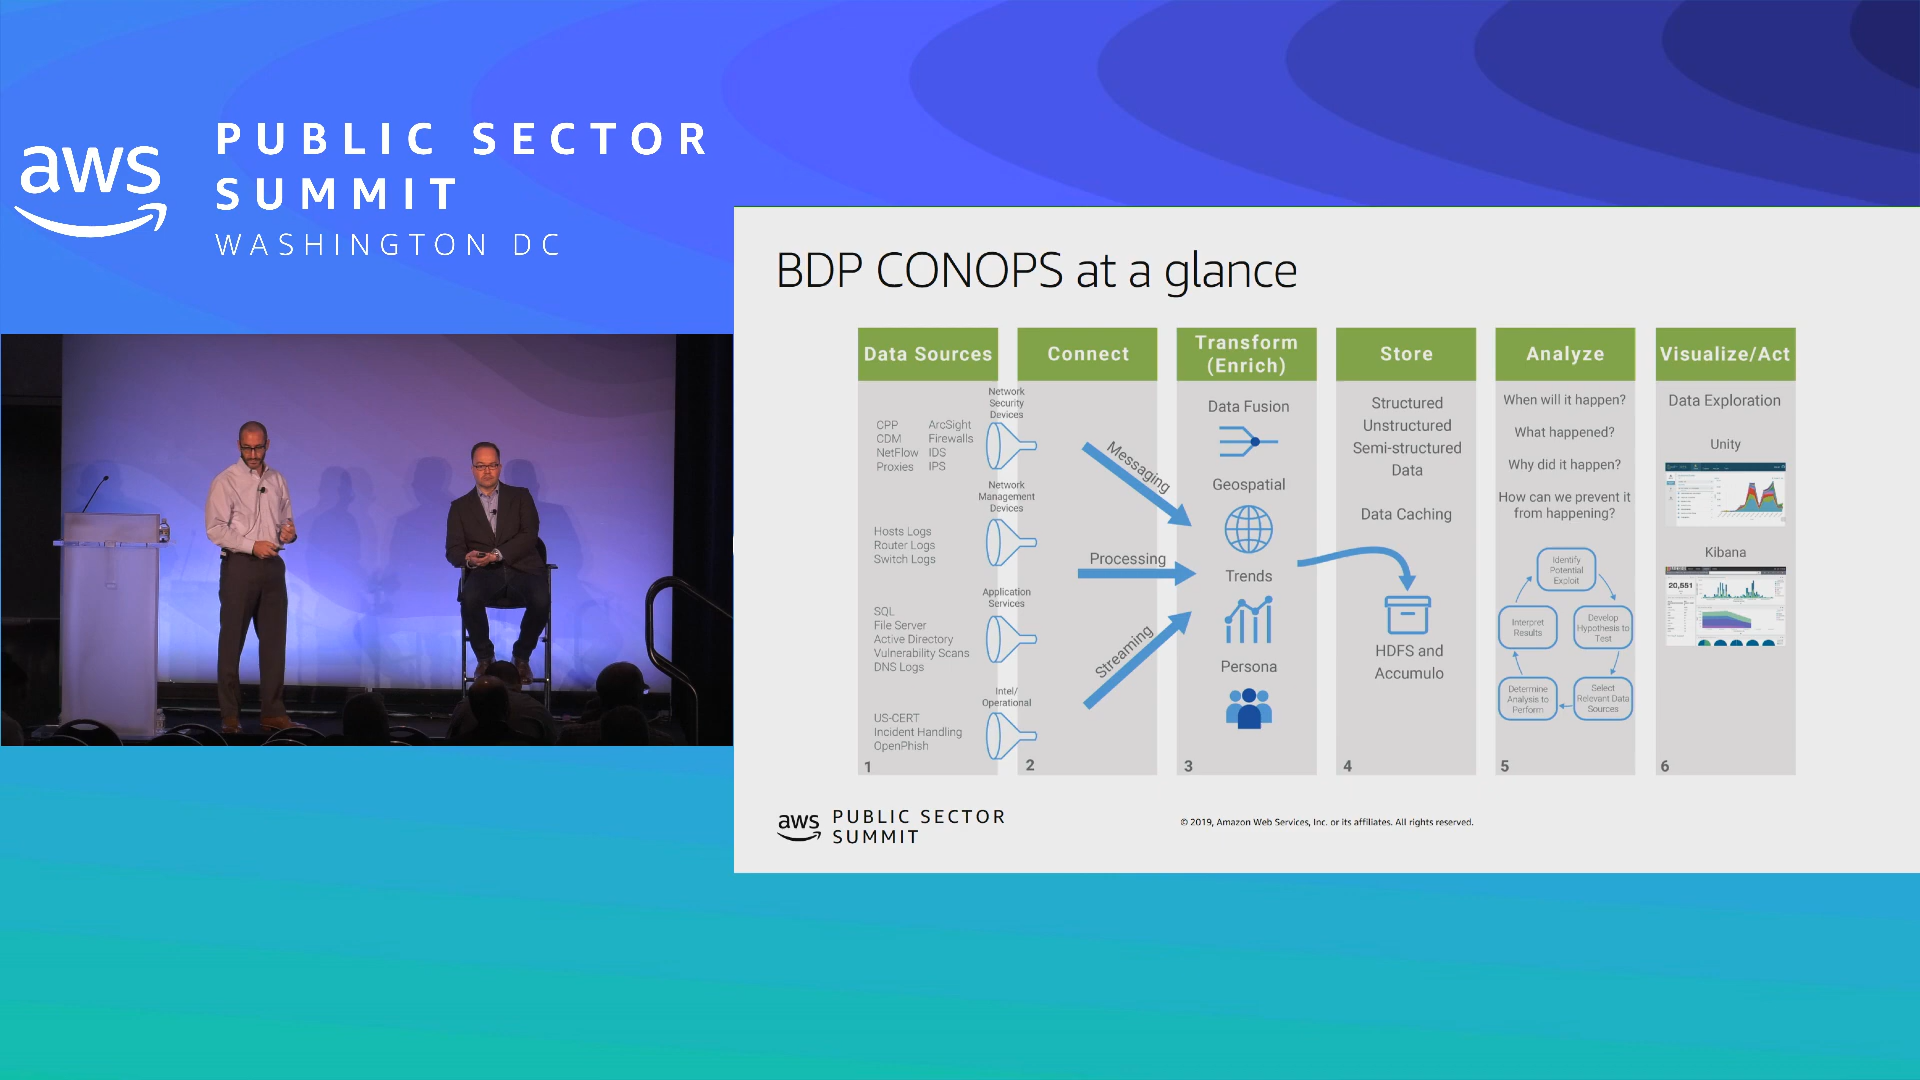 aws
PUBLIC SECTOR
SUMMIT
WASHINGTON DC
BDP CONOPS at a glance
Data Sources
Network
Security
Devices
CPP ArcSight
CDM Firewalls
NetFlow IDS
Proxies IPS
Network
Management
Devices
Hosts Logs
Router Logs
Switch Logs
Application
Services
SQL
File Server
Active Directory
Vulnerability Scans
DNS Logs
Intel/
Operational
US-CERT
Incident Handling
OpenPhish
1
Connect
Messaging
Processing
Streaming
2
Transform
(Enrich)
Data Fusion
Geospatial
Trends
Persona
3
Store
Structured
Unstructured
Semi-structured
Data
Data Caching
HDFS and
Accumulo
4
Analyze
When will it happen?
What happened?
Why did it happen?
How can we prevent it
from happening?
Identify
Potential
Exploit
Develop
Hypothesis to
Test
Select
Relevant Data
Sources
Determine
Analysis to
Perform
Interpret
Results
5
Visualize/Act
Data Exploration
Unity
Kibana
20,551
6
aws
PUBLIC SECTOR
SUMMIT
© 2019, Amazon Web Services, Inc. or its affiliates. All rights reserved.